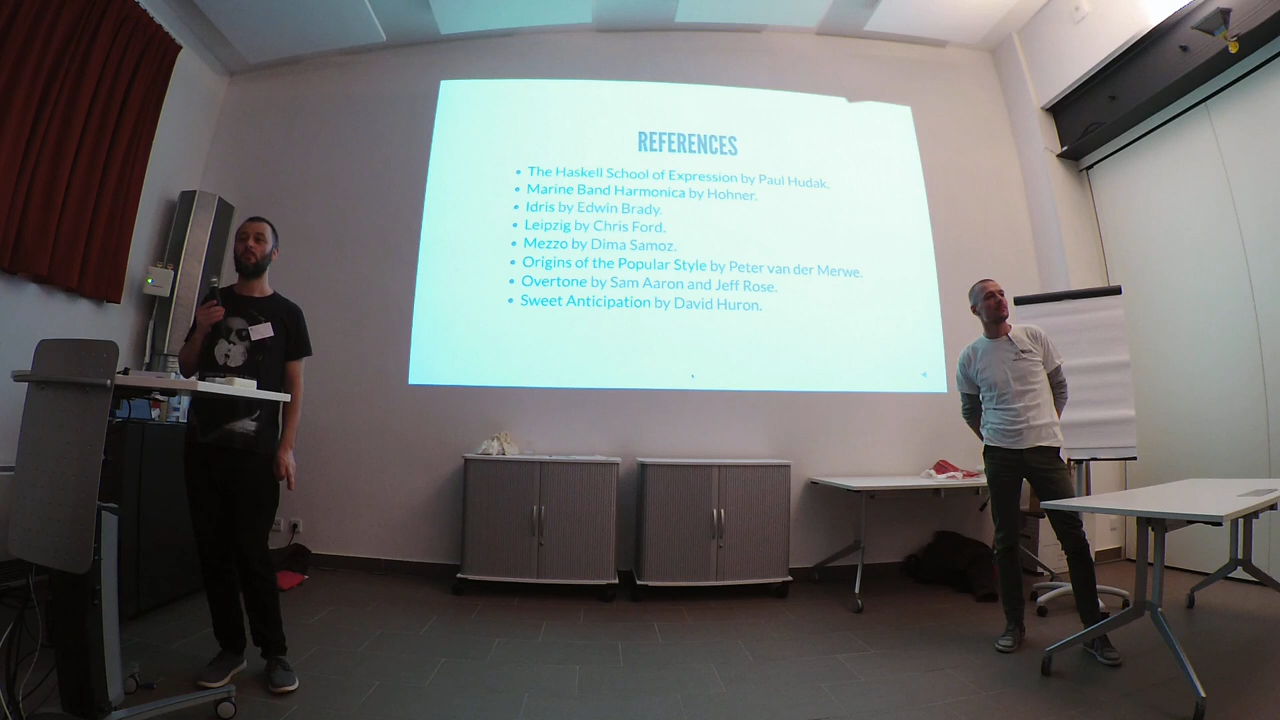 REFERENCES
• The Haskell School of Expression by Paul Hudak.
• Marine Band Harmonica by Hohner.
• Idris by Edwin Brady.
• Leipzig by Chris Ford.
• Mezzo by Dima Samoz.
• Origins of the Popular Style by Peter van der Merwe.
• Overtone by Sam Aaron and Jeff Rose.
• Sweet Anticipation by David Huron.